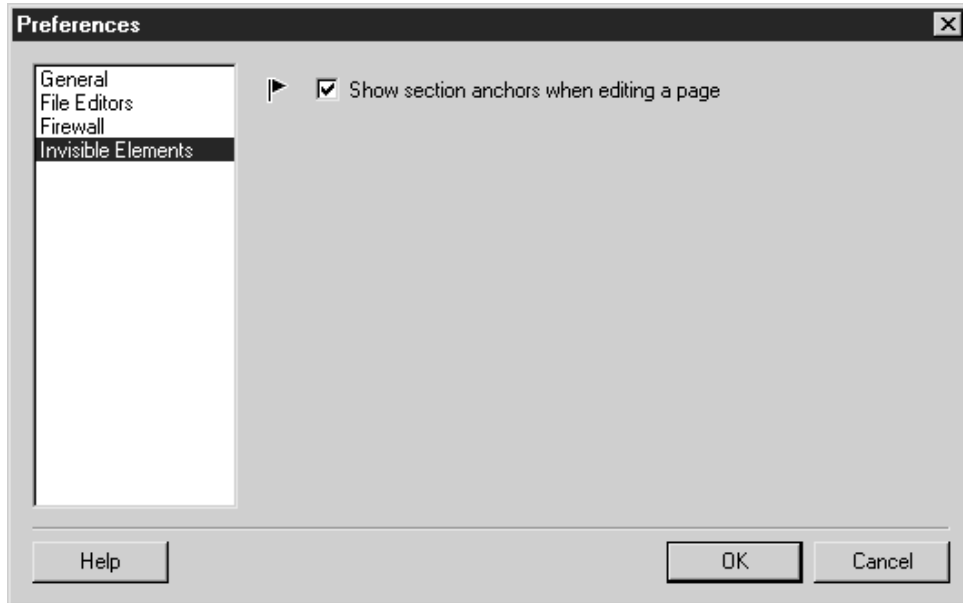 Preferences
General
File Editors
Firewall
Invisible Elements
Show section anchors when editing a page
Help
OK
Cancel